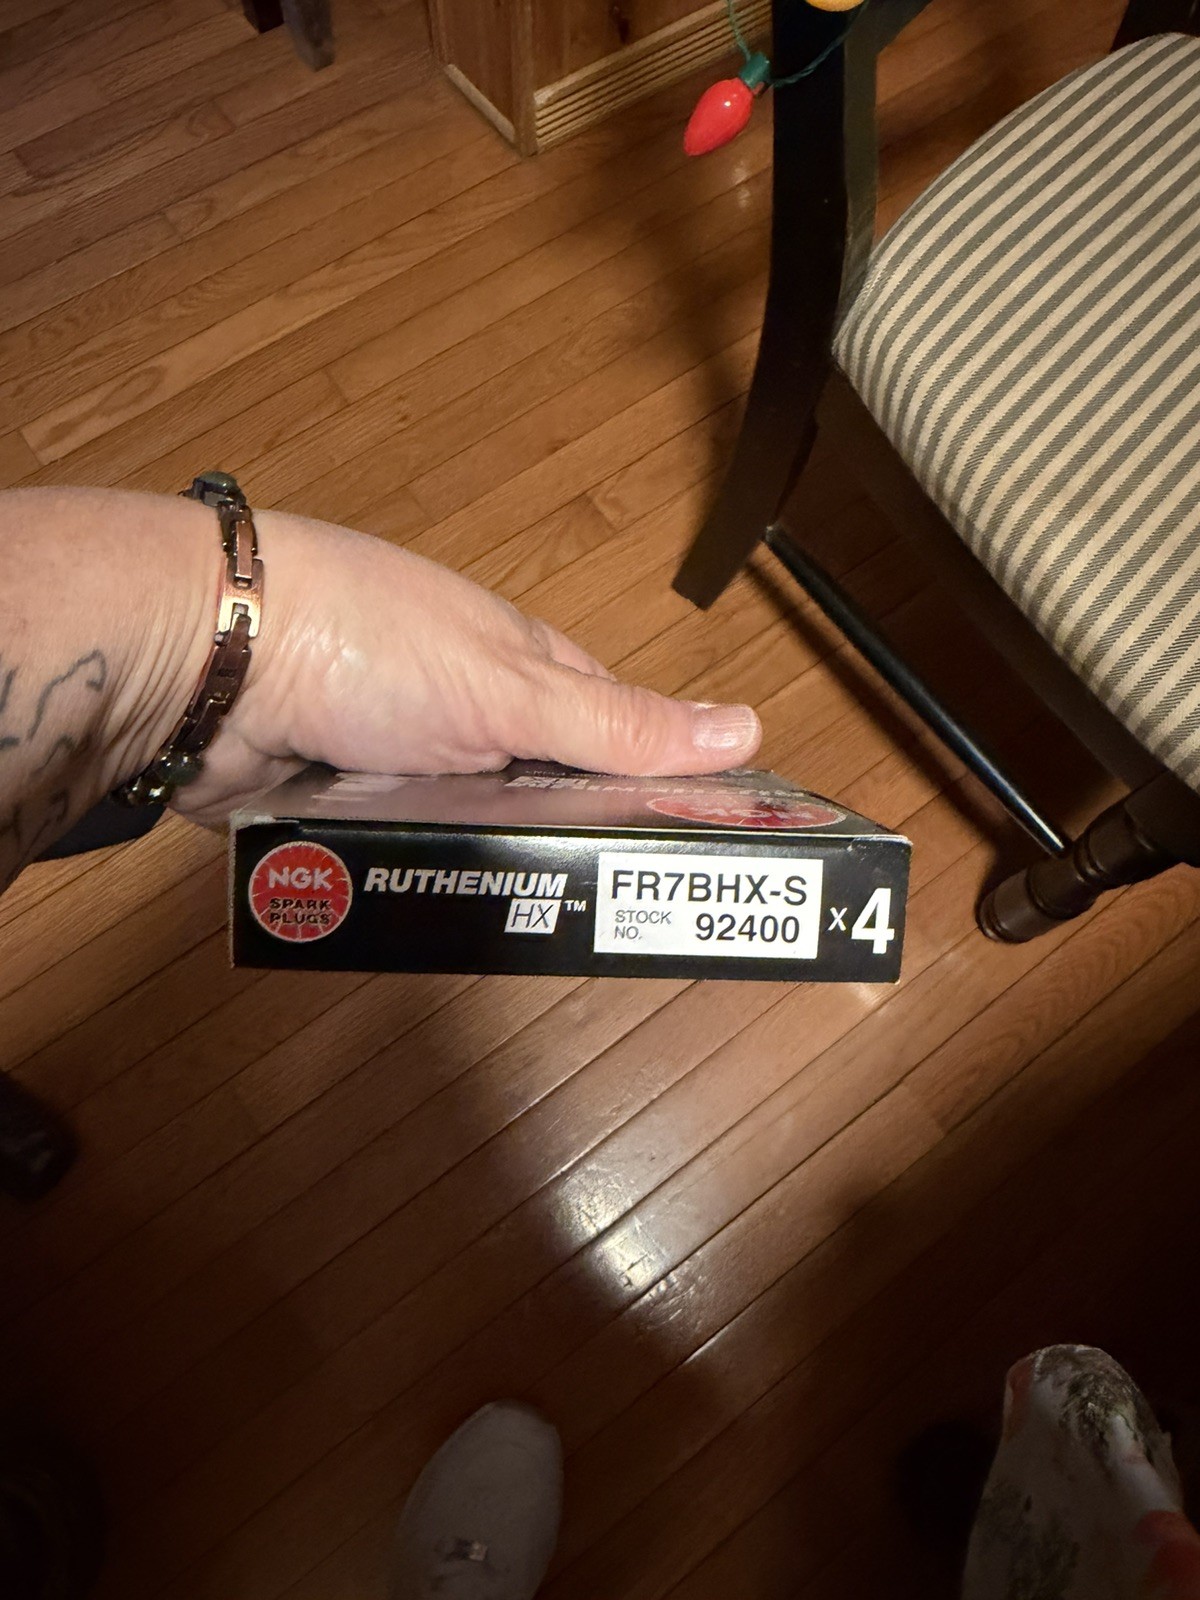 NGK
SPARK
PLUGS
RUTHENIUM
HX™
FR7BHX-S
STOCK
NO. 92400
x4